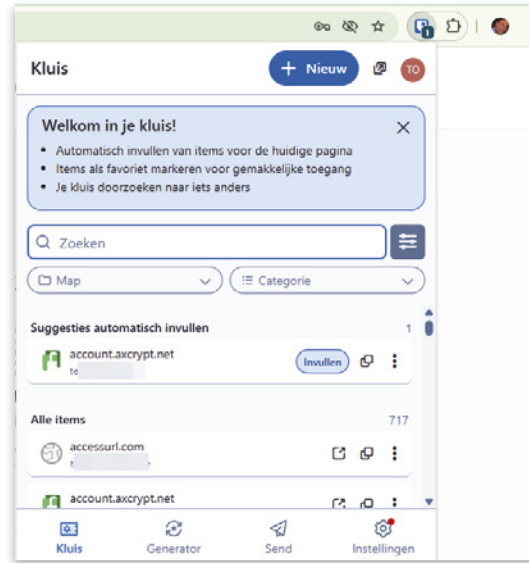 1
Kluis
+ Nieuw
TO
Welkom in je kluis!
• Automatisch invullen van items voor de huidige pagina
• Items als favoriet markeren voor gemakkelijke toegang
• Je kluis doorzoeken naar iets anders
Zoeken
Map
Categorie
Suggesties automatisch invullen 1
account.axcrypt.net
te
Invullen
Alle items 717
accessurl.com
account.axcrypt.net
Kluis Generator Send Instellingen